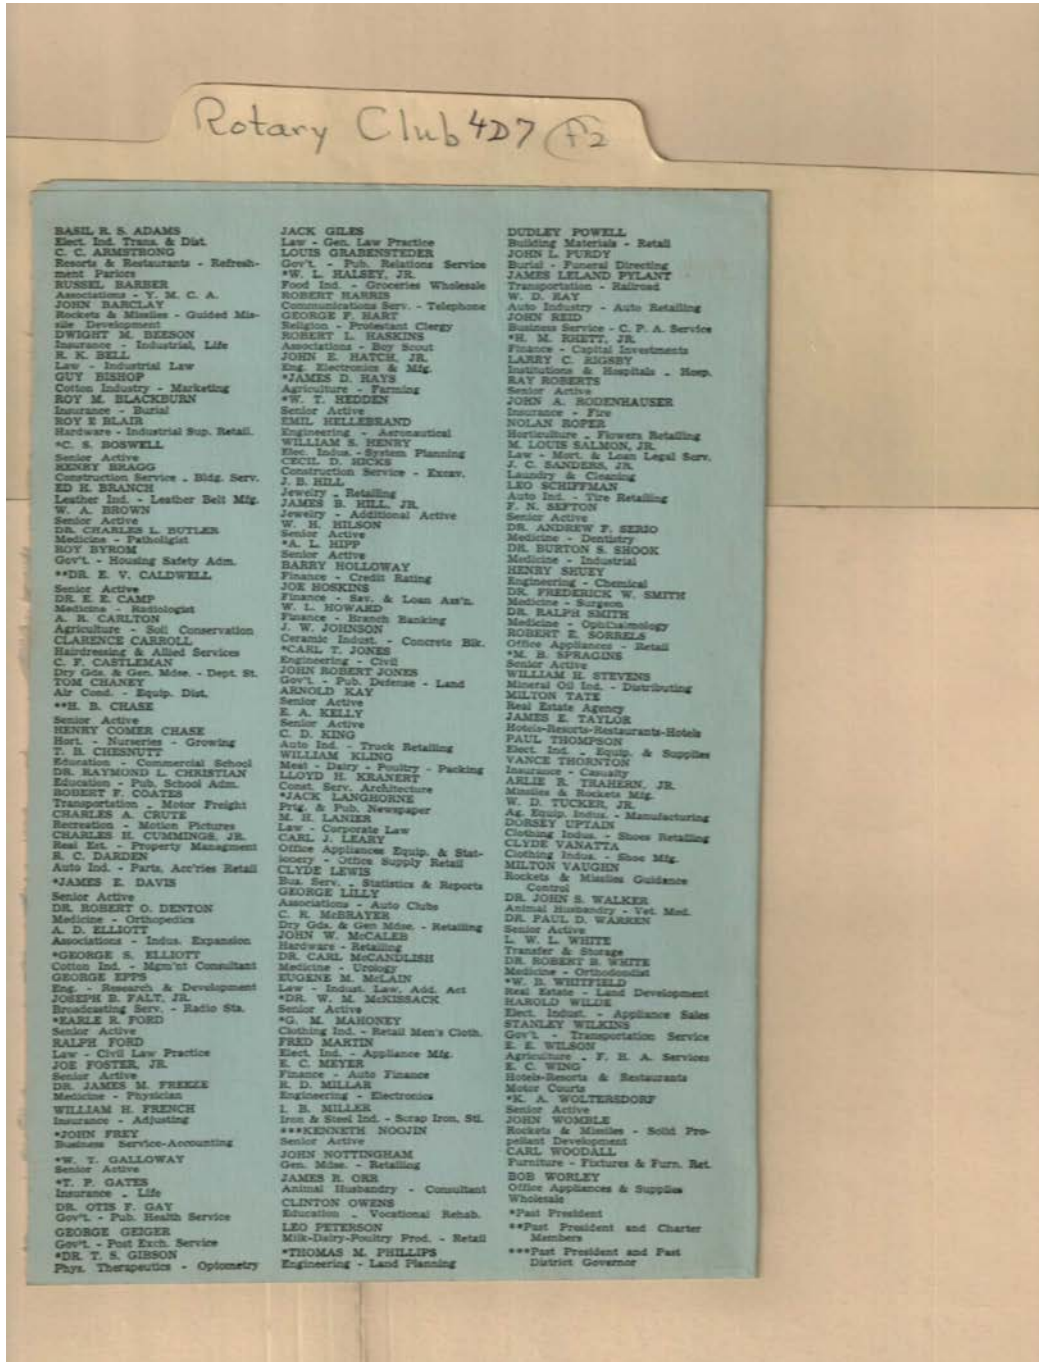 Rotary Club 4D7 F2
BASIL R. S. ADAMS
Elect. Ind. Trans. & Dist.
C. C. ARMSTRONG
Resorts & Restaurants - Refresh-
ment Parlors
RUSSEL BARBER
Associations - Y. M. C. A.
JOHN BARCLAY
Rockets & Missiles - Guided Mis-
sile Development
DWIGHT M. BEESON
Insurance - Industrial, Life
R. K. BELL
Law - Industrial Law
GUY BISHOP
Cotton Industry - Marketing
ROY M. BLACKBURN
Insurance - Burial
ROY E BLAIR
Hardware - Industrial Sup. Retail.
*C. S. BOSWELL
Senior Active
HENRY BRAGG
Construction Service - Bldg. Serv.
ED H. BRANCH
Leather Ind. - Leather Belt Mfg.
W. A. BROWN
Senior Active
DR. CHARLES L. BUTLER
Medicine - Patholigist
ROY BYROM
Gov't. - Housing Safety Adm.
**DR. E. V. CALDWELL
Senior Active
DR. E. E. CAMP
Medicine - Radiologist
A. R. CARLTON
Agriculture - Soil Conservation
CLARENCE CARROLL
Hairdressing & Allied Services
C. F. CASTLEMAN
Dry Gds. & Gen. Mdse. - Dept. St.
TOM CHANEY
Air Cond. - Equip. Dist.
**H. B. CHASE
Senior Active
HENRY COMER CHASE
Hort. - Nurseries - Growing
T. B. CHESNUTT
Education - Commercial School
DR. RAYMOND L. CHRISTIAN
Education - Pub. School Adm.
ROBERT F. COATES
Transportation - Motor Freight
CHARLES A. CRUTE
Recreation - Motion Pictures
CHARLES H. CUMMINGS, JR.
Real Est. - Property Managment
R. C. DARDEN
Auto Ind. - Parts, Acc'ries Retail
*JAMES E. DAVIS
Senior Active
DR. ROBERT O. DENTON
Medicine - Orthopedics
A. D. ELLIOTT
Associations - Indus. Expansion
*GEORGE S. ELLIOTT
Cotton Ind. - Mgm'nt Consultant
GEORGE EPPS
Eng. - Research & Development
JOSEPH B. FALT, JR.
Broadcasting Serv. - Radio Sta.
*EARLE R. FORD
Senior Active
RALPH FORD
Law - Civil Law Practice
JOE FOSTER, JR.
Senior Active
DR. JAMES M. FREEZE
Medicine - Physician
WILLIAM H. FRENCH
Insurance - Adjusting
*JOHN FREY
Business Service-Accounting
*W. T. GALLOWAY
Senior Active
*T. P. GATES
Insurance - Life
DR. OTIS F. GAY
Gov't. - Pub. Health Service
GEORGE GEIGER
Gov't. - Post Exch. Service
*DR. T. S. GIBSON
Phys. Therapeutics - Optometry
JACK GILES
Law - Gen. Law Practice
LOUIS GRABENSTEDER
Gov't. - Pub. Relations Service
*W. L. HALSEY, JR.
Food Ind. - Groceries Wholesale
ROBERT HARRIS
Communications Serv. - Telephone
GEORGE F. HART
Religion - Protestant Clergy
ROBERT L. HASKINS
Associations - Boy Scout
JOHN E. HATCH, JR.
Eng. Electronics & Mfg.
*JAMES D. HAYS
Agriculture - Farming
*W. T. HEDDEN
Senior Active
EMIL HELLEBRAND
Engineering - Aeronautical
WILLIAM S. HENRY
Elec. Indus.-System Planning
CECIL D. HICKS
Construction Service - Excav.
J. B. HILL
Jewelry - Retailing
JAMES B. HILL, JR.
Jewelry - Additional Active
W. H. HILSON
Senior Active
*A. L. HIPP
Senior Active
BARRY HOLLOWAY
Finance - Credit Rating
JOE HOSKINS
Finance - Sav. & Loan Ass'n.
W. L. HOWARD
Finance - Branch Banking
J. W. JOHNSON
Ceramic Indust. - Concrete Blk.
*CARL T. JONES
Engineering - Civil
JOHN ROBERT JONES
Gov't - Pub. Defense - Land
ARNOLD KAY
Senior Active
E. A. KELLY
Senior Active
C. D. KING
Auto Ind. - Truck Retailing
WILLIAM KLING
Meat - Dairy - Poultry - Packing
LLOYD H. KRANERT
Const. Serv. Architecture
*JACK LANGHORNE
Prtg. & Pub. Newspaper
M. H. LANIER
Law - Corporate Law
CARL J. LEARY
Office Appliances Equip. & Stat-
ionery - Office Supply Retail
CLYDE LEWIS
Bus. Serv. - Statistics & Reports
GEORGE LILLY
Associations - Auto Clubs
C. R. McBRAYER
Dry Gds. & Gen Mdse. - Retailing
JOHN W. McCALEB
Hardware - Retailing
DR. CARL McCANDLISH
Medicine - Urology
EUGENE M. McLAIN
Law - Indust. Law, Add. Act
*DR. W. M. McKISSACK
Senior Active
*G. M. MAHONEY
Clothing Ind. - Retail Men's Cloth.
FRED MARTIN
Elect. Ind. - Appliance Mfg.
E. C. MEYER
Finance - Auto Finance
R. D. MILLAR
Engineering - Electronics
I. B. MILLER
Iron & Steel Ind. - Scrap Iron, Stl.
***KENNETH NOOJIN
Senior Active
JOHN NOTTINGHAM
Gen. Mdse. - Retailing
JAMES R. ORR
Animal Husbandry - Consultant
CLINTON OWENS
Education - Vocational Rehab.
LEO PETERSON
Milk-Dairy-Poultry Prod. - Retail
*THOMAS M. PHILLIPS
Engineering - Land Planning
DUDLEY POWELL
Building Materials - Retail
JOHN L. PURDY
Burial - Funeral Directing
JAMES LELAND PYLANT
Transportation - Railroad
W. D. RAY
Auto Industry - Auto Retailing
JOHN REID
Business Service - C. P. A. Service
*H. M. RHETT, JR.
Finance - Capital Investments
LARRY C. RIGSBY
Institutions & Hospitals - Hosp.
RAY ROBERTS
Senior Active
JOHN A. RODENHAUSER
Insurance - Fire
NOLAN ROPER
Horticulture - Flowers Retailing
M. LOUIS SALMON, JR.
Law - Mort. & Loan Legal Serv.
J. C. SANDERS, JR.
Laundry & Cleaning
LEO SCHIFFMAN
Auto Ind. - Tire Retailing
F. N. SEFTON
Senior Active
DR. ANDREW F. SERIO
Medicine - Dentistry
DR. BURTON S. SHOOK
Medicine - Industrial
HENRY SHUEY
Engineering - Chemical
DR. FREDERICK W. SMITH
Medicine - Surgeon
DR. RALPH SMITH
Medicine - Ophthalmology
ROBERT E. SORRELS
Office Appliances - Retail
*M. B. SPRAGINS
Senior Active
WILLIAM H. STEVENS
Mineral Oil Ind. - Distributing
MILTON TATE
Real Estate Agency
JAMES E. TAYLOR
Hotels-Resorts-Restaurants-Hotels
PAUL THOMPSON
Elect. Ind. - Equip. & Supplies
VANCE THORNTON
Insurance - Casualty
ARLIE R. TRAHERN, JR.
Missiles & Rockets Mfg.
W. D. TUCKER, JR.
Ag. Equip. Indus. - Manufacturing
DORSEY UPTAIN
Clothing Indus. - Shoes Retailing
CLYDE VANATTA
Clothing Indus. - Shoe Mfg.
MILTON VAUGHN
Rockets & Missiles Guidance
Control
DR. JOHN S. WALKER
Animal Husbandry - Vet. Med.
DR. PAUL D. WARREN
Senior Active
L. W. L. WHITE
Transfer & Storage
DR. ROBERT B. WHITE
Medicine - Orthodondist
*W. B. WHITFIELD
Real Estate - Land Development
HAROLD WILDE
Elect. Indust. - Appliance Sales
STANLEY WILKINS
Gov't. - Transportation Service
E. E. WILSON
Agriculture - F. H. A. Services
E. C. WING
Hotels-Resorts & Restaurants
Motor Courts
*K. A. WOLTERSDORF
Senior Active
JOHN WOMBLE
Rockets & Missiles - Solid Pro-
pellant Development
CARL WOODALL
Furniture - Fixtures & Furn. Ret.
BOB WORLEY
Office Appliances & Supplies
Wholesale
*Past President
**Past President and Charter
Members
***Past President and Past
District Governor